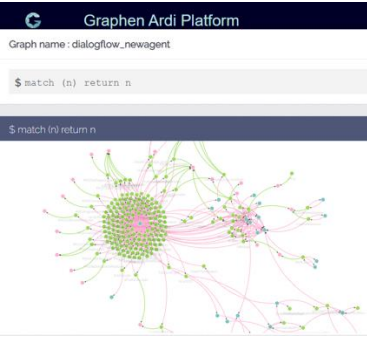 Graphen Ardi Platform
Graph name : dialogflow_newagent
$ match (n) return n
$ match (n) return n